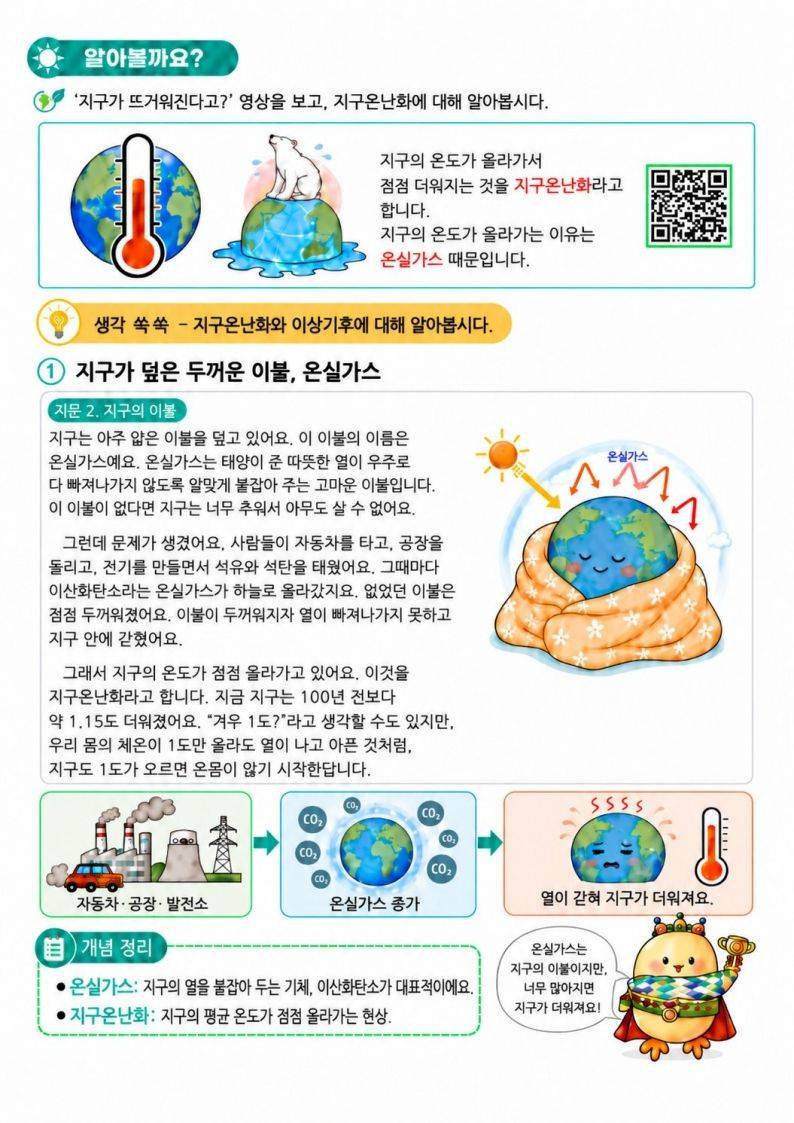 알아볼까요?
'지구가 뜨거워진다고?' 영상을 보고, 지구온난화에 대해 알아봅시다.
지구의 온도가 올라가서
점점 더워지는 것을 지구온난화라고
합니다.
지구의 온도가 올라가는 이유는
온실가스 때문입니다.
생각 쏙쏙 - 지구온난화와 이상기후에 대해 알아봅시다.
1 지구가 덮은 두꺼운 이불, 온실가스
지문 2. 지구의 이불
지구는 아주 얇은 이불을 덮고 있어요. 이 이불의 이름은
온실가스예요. 온실가스는 태양이 준 따뜻한 열이 우주로
다 빠져나가지 않도록 알맞게 붙잡아 주는 고마운 이불입니다.
이 이불이 없다면 지구는 너무 추워서 아무도 살 수 없어요.
그런데 문제가 생겼어요, 사람들이 자동차를 타고, 공장을
돌리고, 전기를 만들면서 석유와 석탄을 태웠어요. 그때마다
이산화탄소라는 온실가스가 하늘로 올라갔지요. 없었던 이불은
점점 두꺼워졌어요. 이불이 두꺼워지자 열이 빠져나가지 못하고
지구 안에 갇혔어요.
그래서 지구의 온도가 점점 올라가고 있어요. 이것을
지구온난화라고 합니다. 지금 지구는 100년 전보다
약 1.15도 더워졌어요. "겨우 1도?"라고 생각할 수도 있지만,
우리 몸의 체온이 1도만 올라도 열이 나고 아픈 것처럼,
지구도 1도가 오르면 온몸이 않기 시작한답니다.
온실가스
자동차·공장·발전소
CO₂
CO₂
CO₂
CO₂
CO₂
CO₂
CO₂
온실가스 증가
열이 갇혀 지구가 더워져요.
개념 정리
• 온실가스: 지구의 열을 붙잡아 두는 기체, 이산화탄소가 대표적이에요.
• 지구온난화: 지구의 평균 온도가 점점 올라가는 현상.
온실가스는
지구의 이불이지만,
너무 많아지면
지구가 더워져요!